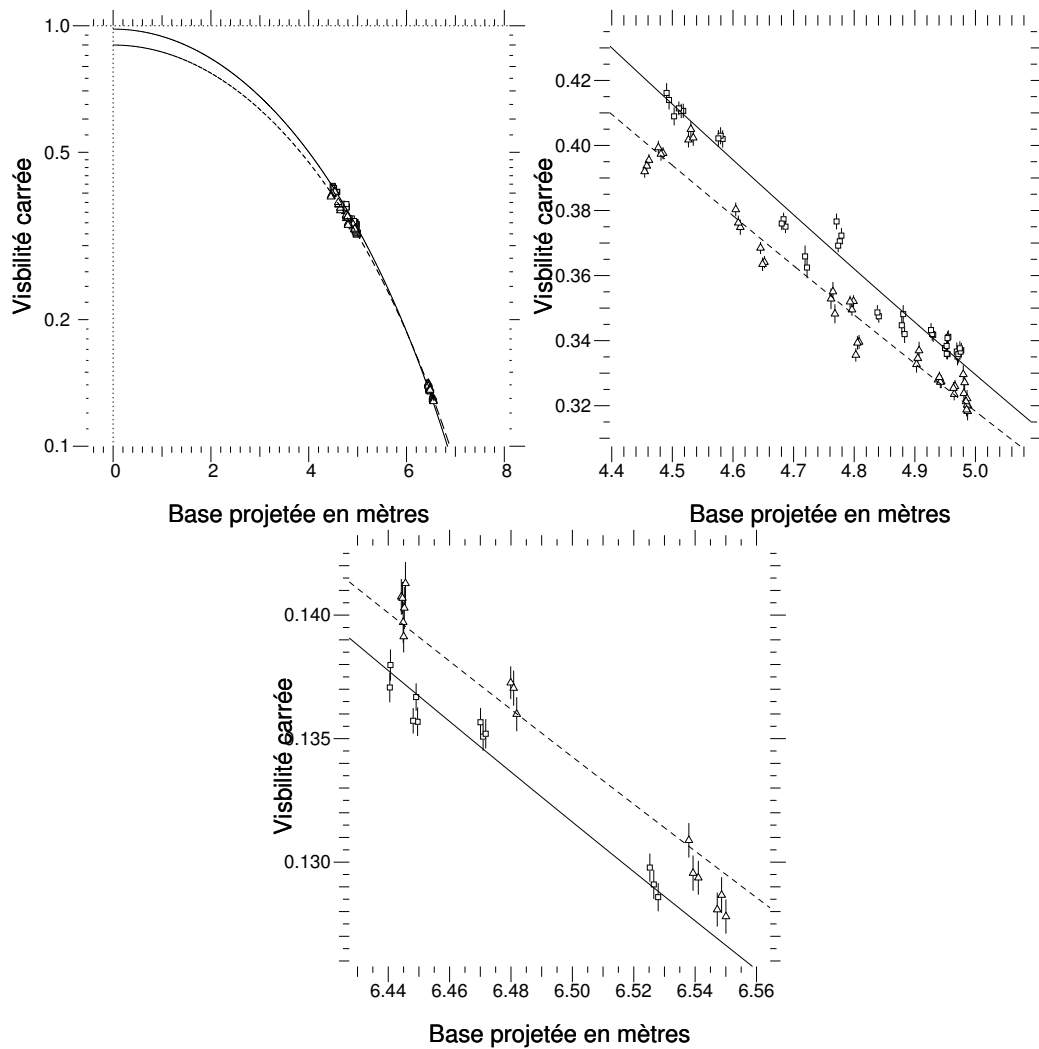 1.0
0.5
0.2
0.1
0 2 4 6 8
Visbilité carrée
Base projetée en mètres
0.42
0.40
0.38
0.36
0.34
0.32
4.4 4.5 4.6 4.7 4.8 4.9 5.0
Visbilité carrée
Base projetée en mètres
0.140
0.135
0.130
6.44 6.46 6.48 6.50 6.52 6.54 6.56
Visbilité carrée
Base projetée en mètres